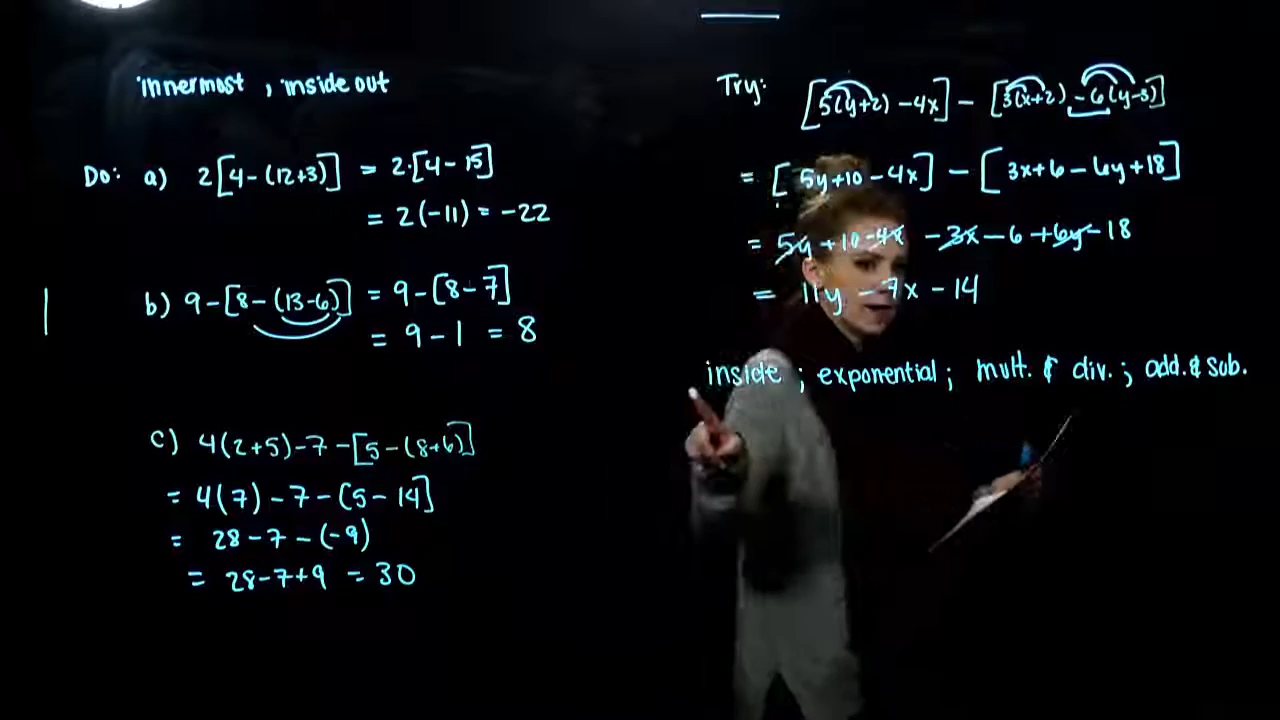 innermost , inside out
Do: a) 2[4-(12+3)] = 2·[4-15]
= 2(-11) = -22
b) 9-[8-(13-6)] = 9-[8-7]
= 9-1 = 8
c) 4(2+5)-7-[5-(8+6)]
= 4(7)-7-(5-14]
= 28-7-(-9)
= 28-7+9 = 30
Try: [5(y+2)-4x] - [3(x+2)-6(y-3)]
= [5y+10-4x] - [3x+6-6y+18]
= 5y+10-4x-3x-6+6y-18
= 11y-7x-14
inside ; exponential ; mult. & div. ; add. & sub.